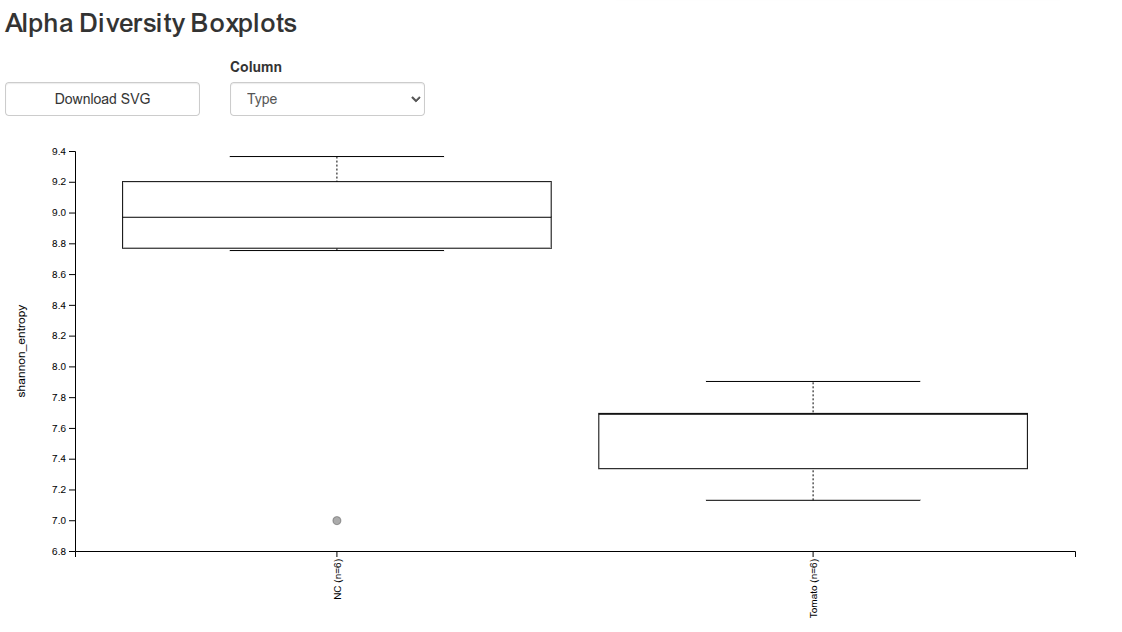 Alpha Diversity Boxplots
Column
Download SVG
Type
9.4
9.2
9.0
8.8
8.6
8.4
8.2
8.0
7.8
7.6
7.4
7.2
7.0
6.8
shannon_entropy
NC (n=6)
Tomato (n=6)